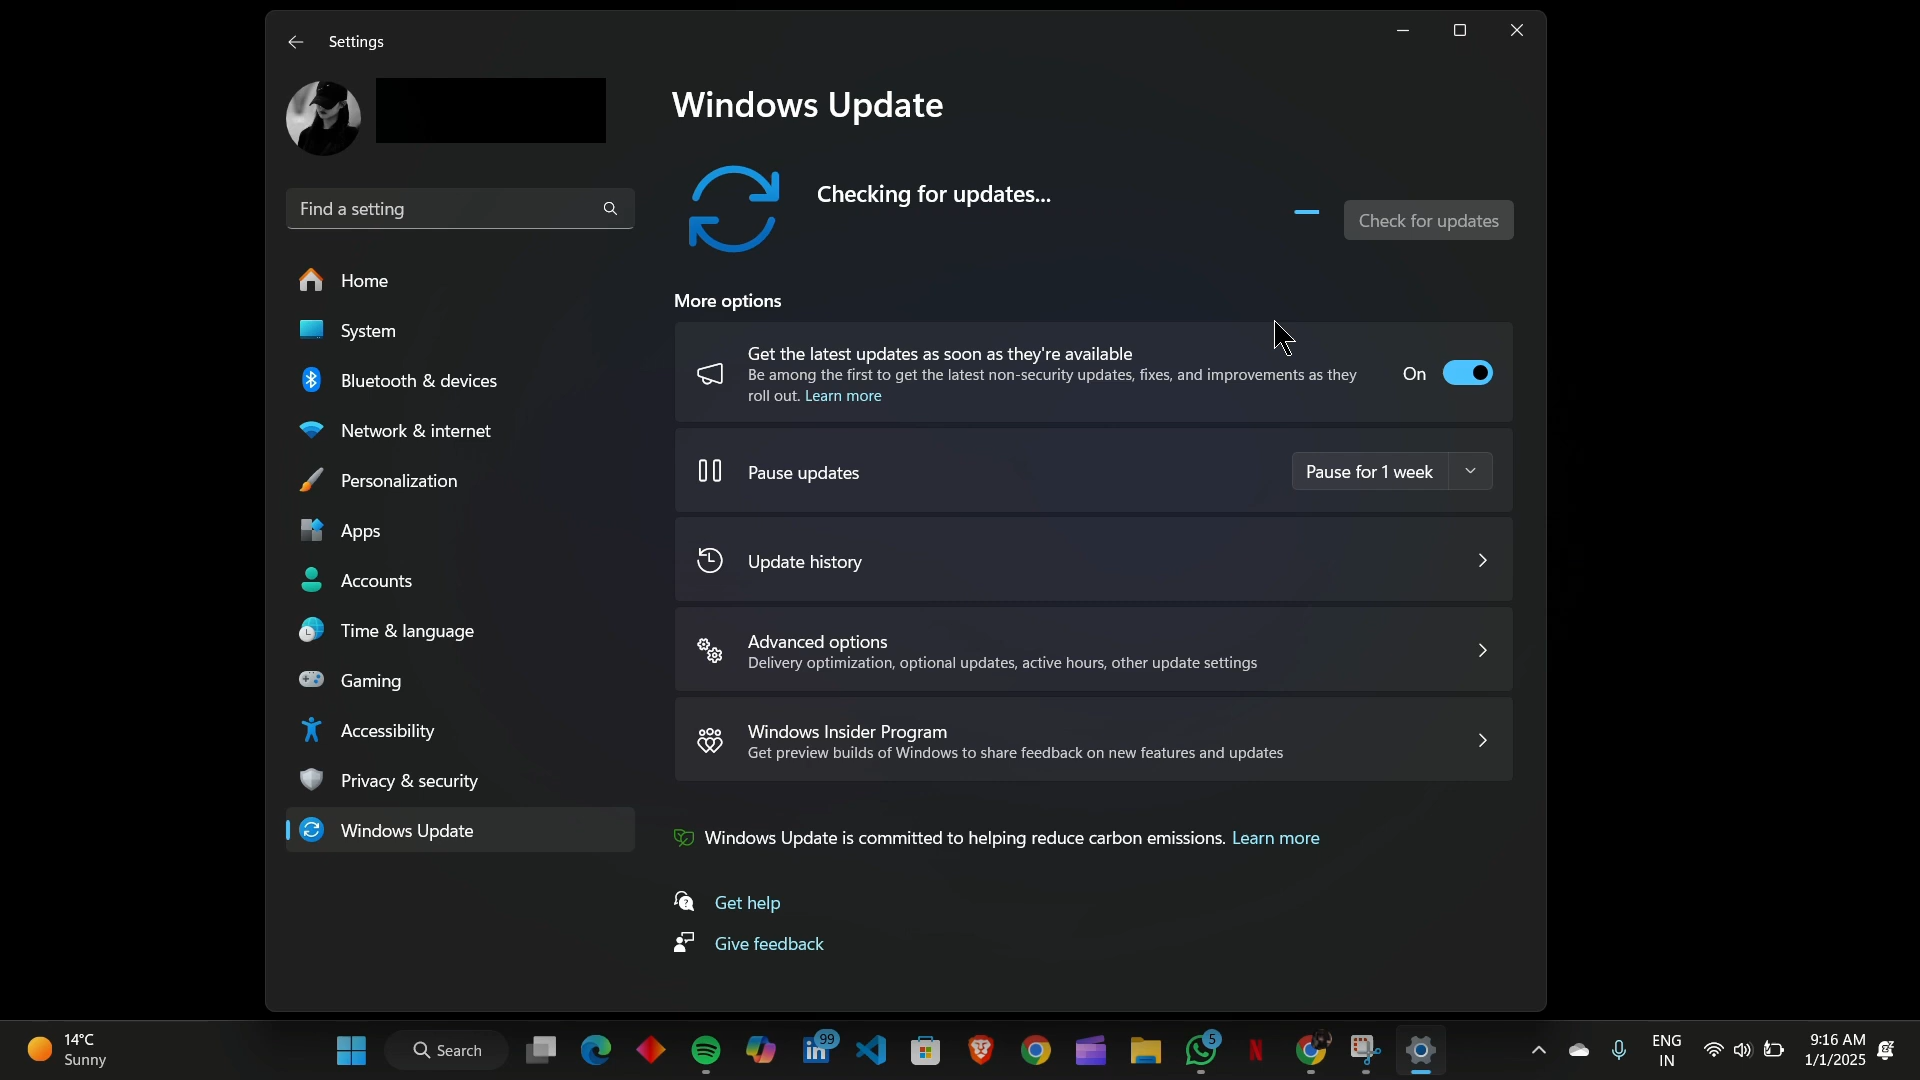 Settings
Windows Update
Checking for updates...
Check for updates
Find a setting
Home
System
Bluetooth & devices
Network & internet
Personalization
Apps
Accounts
Time & language
Gaming
Accessibility
Privacy & security
Windows Update
More options
Get the latest updates as soon as they're available
Be among the first to get the latest non-security updates, fixes, and improvements as they
roll out. Learn more
On
Pause updates
Pause for 1 week
Update history
Advanced options
Delivery optimization, optional updates, active hours, other update settings
Windows Insider Program
Get preview builds of Windows to share feedback on new features and updates
Windows Update is committed to helping reduce carbon emissions. Learn more
Get help
Give feedback
14°C
Sunny
Search
99
5
ENG
IN
9:16 AM
1/1/2025